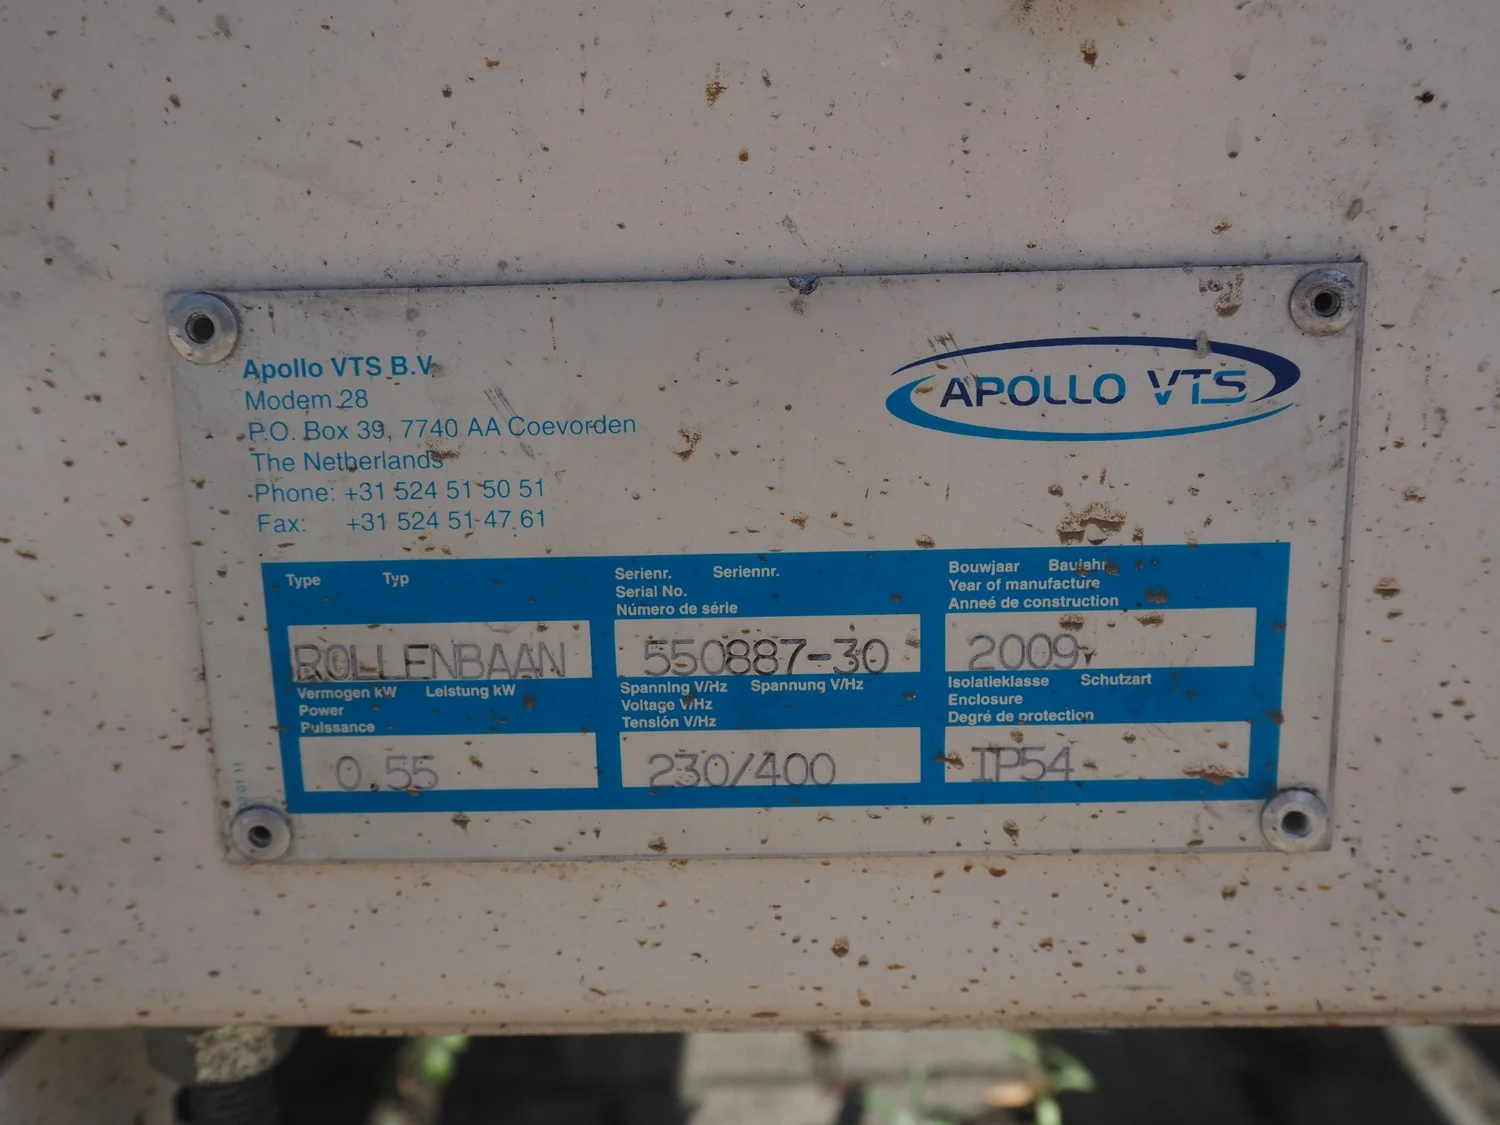 Apollo VTS B.V.
Modem 28
P.O. Box 39, 7740 AA Coevorden
The Netherlands
Phone: +31 524 51 50 51
Fax: +31 524 51 47 61
APOLLO VTS
Type Typ
Serienr. Seriennr.
Serial No.
Número de série
Bouwjaar Baujahr
Year of manufacture
Anneé de construction
ROLLENBAAN
550887-30
2009
Vermogen kW Leistung kW
Power
Puissance
Spanning V/Hz Spannung V/Hz
Voltage V/Hz
Tensión V/Hz
Isolatieklasse Schutzart
Enclosure
Degré de protection
0.55
230/400
IP54